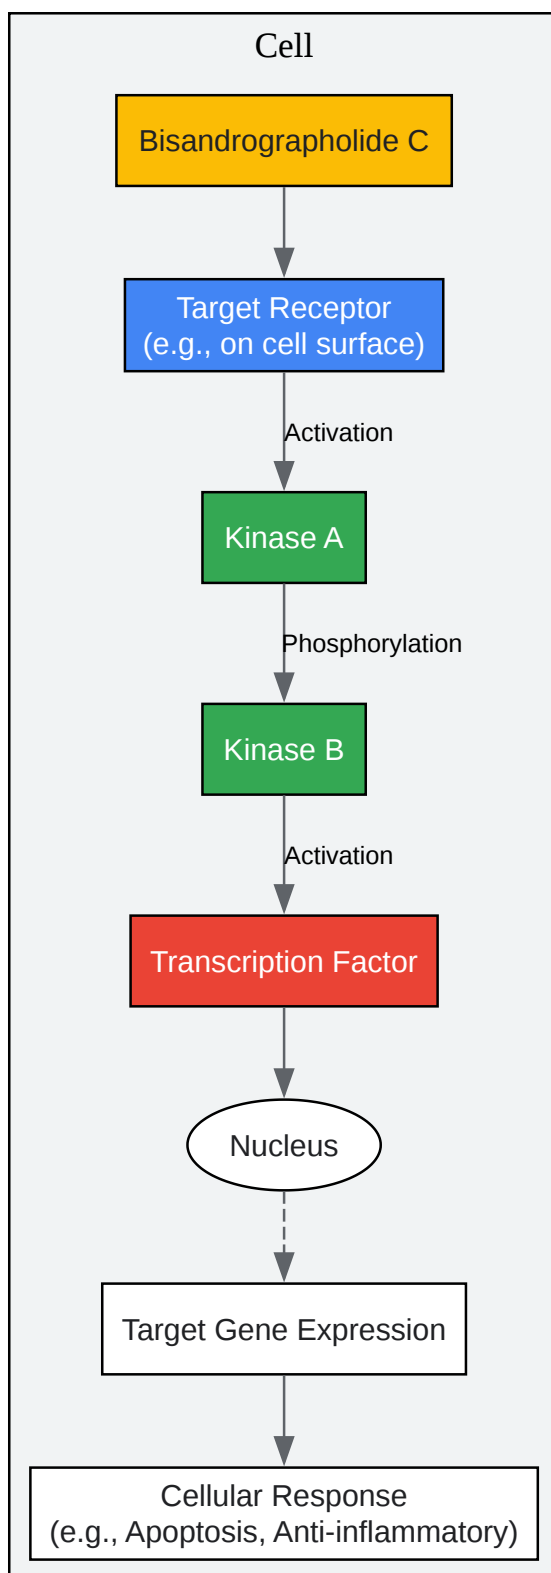 Cell
Bisandrographolide C
Target Receptor
(e.g., on cell surface)
Activation
Kinase A
Phosphorylation
Kinase B
Activation
Transcription Factor
Nucleus
Target Gene Expression
Cellular Response
(e.g., Apoptosis, Anti-inflammatory)